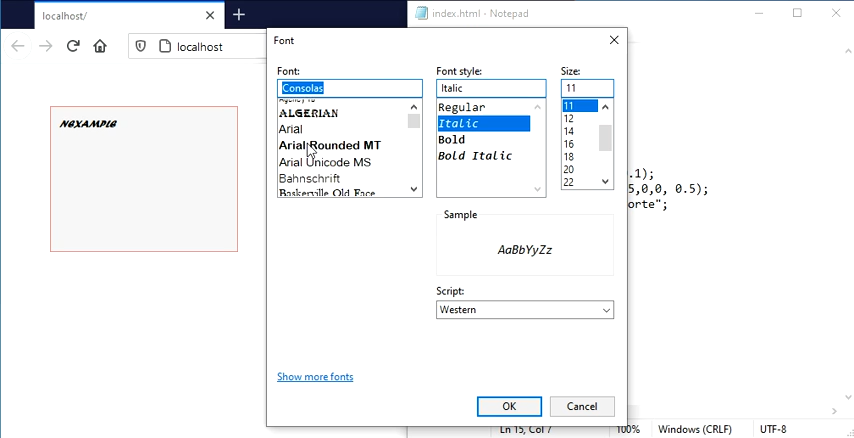 localhost/
index.html - Notepad
localhost
NEXAMPLE
Font
Font:
Consolas
Agency FB
ALGERIAN
Arial
Arial Rounded MT
Arial Unicode MS
Bahnschrift
Baskerville Old Face
Font style:
Italic
Regular
Italic
Bold
Bold Italic
Size:
11
11
12
14
16
18
20
22
Sample
AaBbYyZz
Script:
Western
Show more fonts
OK
Cancel
.1);
5,0,0, 0.5);
orte";
Ln 15, Col 7
100%
Windows (CRLF)
UTF-8